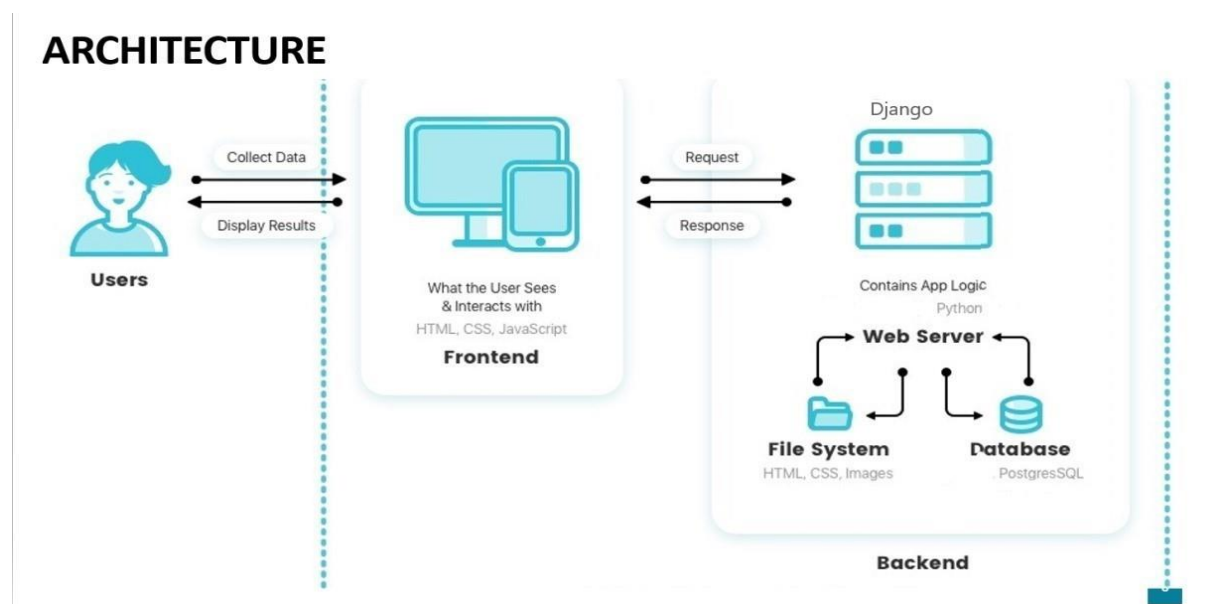 ARCHITECTURE
Collect Data
Display Results
Users
What the User Sees
& Interacts with
HTML, CSS, JavaScript
Frontend
Request
Response
Django
Contains App Logic
Python
Web Server
File System
HTML, CSS, Images
Database
PostgresSQL
Backend